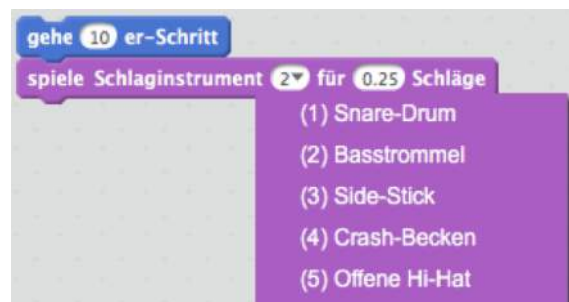 gehe 10 er-Schritt
spiele Schlaginstrument 2 für 0.25 Schläge
(1) Snare-Drum
(2) Basstrommel
(3) Side-Stick
(4) Crash-Becken
(5) Offene Hi-Hat